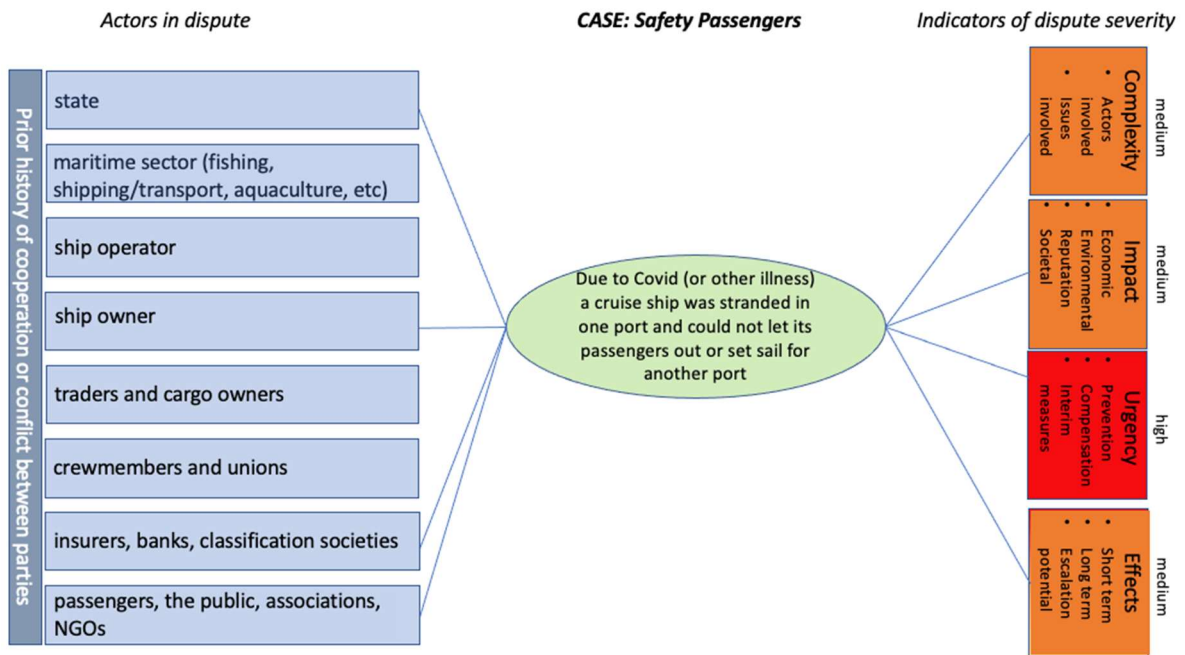 Actors in dispute
CASE: Safety Passengers
Indicators of dispute severity
Prior history of cooperation or conflict between parties
state
maritime sector (fishing,
shipping/transport, aquaculture, etc)
ship operator
ship owner
traders and cargo owners
crewmembers and unions
insurers, banks, classification societies
passengers, the public, associations,
NGOs
Due to Covid (or other illness)
a cruise ship was stranded in
one port and could not let its
passengers out or set sail for
another port
medium
Complexity
• Actors
involved
• Issues
involved
medium
Impact
• Economic
• Environmental
• Reputation
• Societal
high
Urgency
• Prevention
• Compensation
• Interim
measures
medium
Effects
• Short term
• Long term
• Escalation
potential